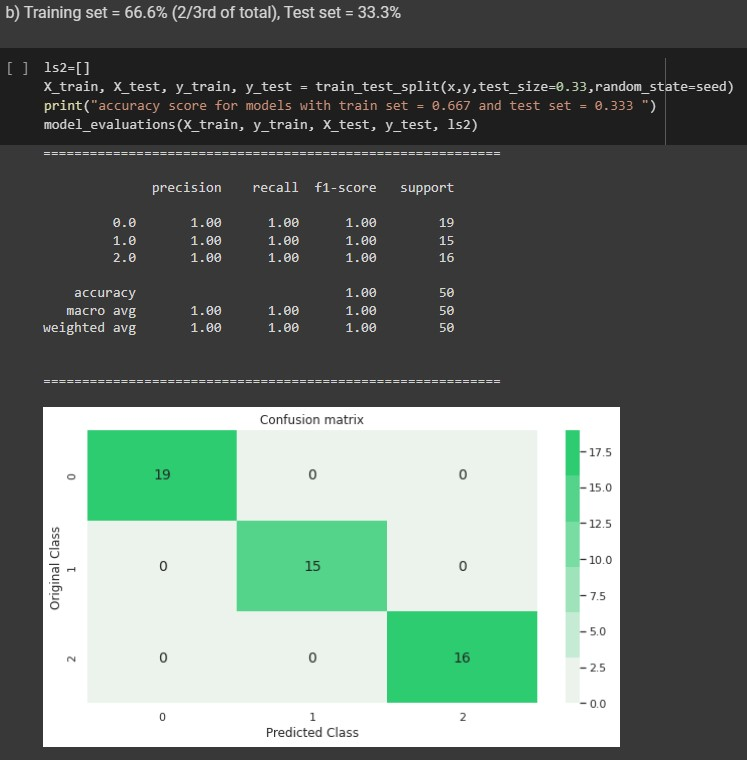 b) Training set = 66.6% (2/3rd of total), Test set = 33.3%
[ ] ls2=[]
X_train, X_test, y_train, y_test = train_test_split(x,y,test_size=0.33,random_state=seed)
print("accuracy score for models with train set = 0.667 and test set = 0.333 ")
model_evaluations(X_train, y_train, X_test, y_test, ls2)
===========================================================
precision recall f1-score support
0.0 1.00 1.00 1.00 19
1.0 1.00 1.00 1.00 15
2.0 1.00 1.00 1.00 16
accuracy 1.00 50
macro avg 1.00 1.00 1.00 50
weighted avg 1.00 1.00 1.00 50
===========================================================
Confusion matrix
17.5
0 19 0 0
15.0
12.5
Original Class
1 0 15 0
10.0
7.5
5.0
2 0 0 16
2.5
0.0
0 1 2
Predicted Class